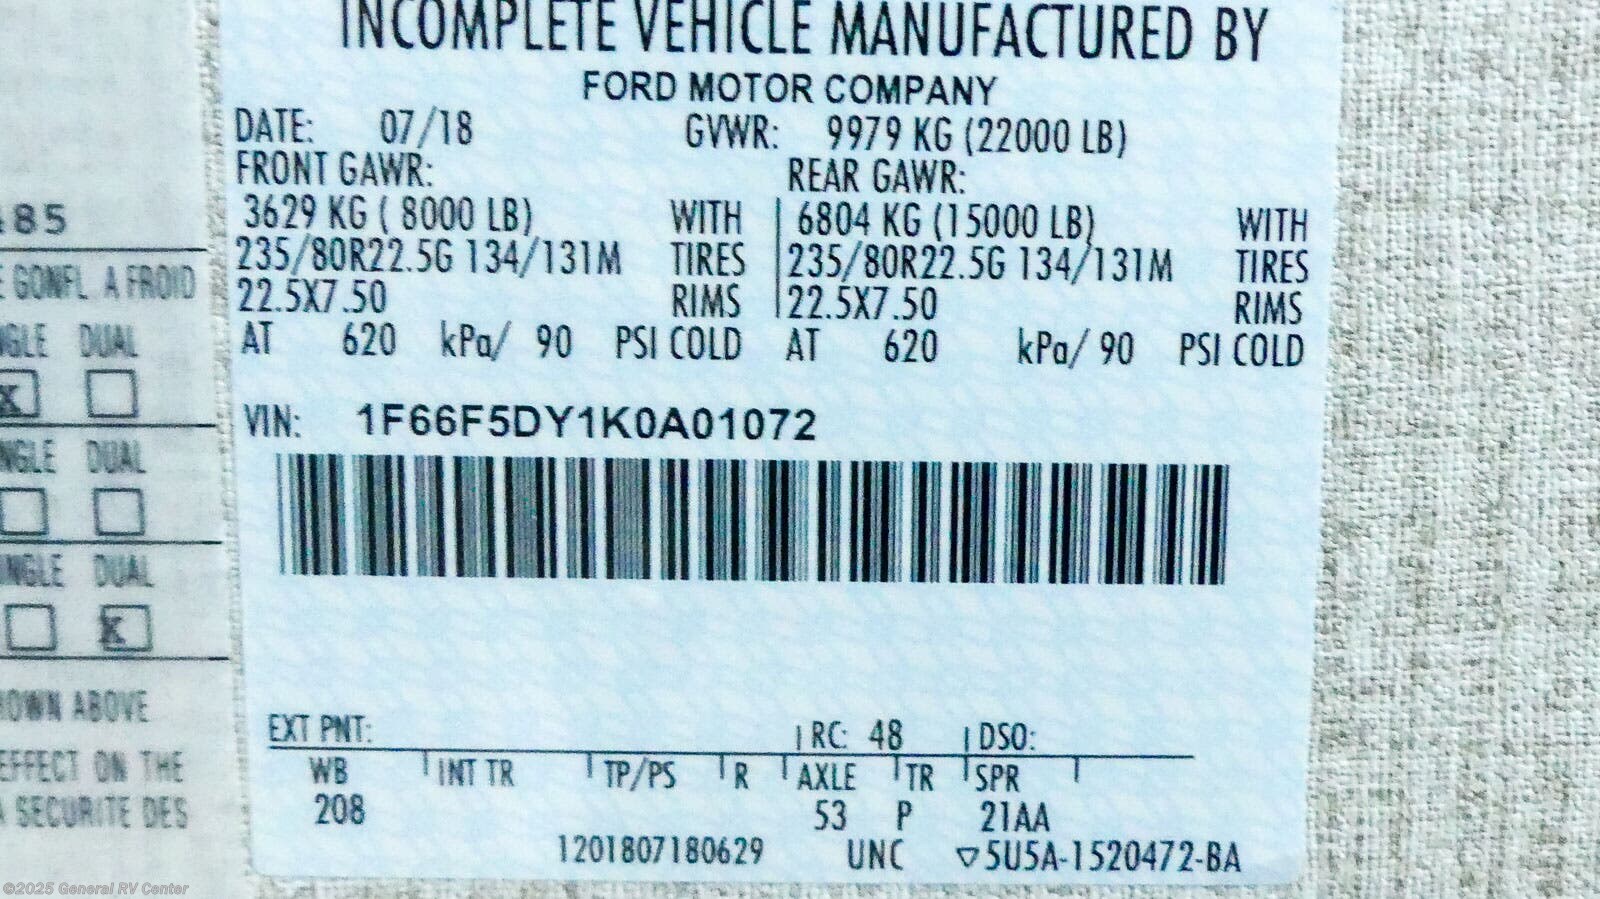 INCOMPLETE VEHICLE MANUFACTURED BY
FORD MOTOR COMPANY
DATE: 07/18 GVWR: 9979 KG (22000 LB)
FRONT GAWR: REAR GAWR:
3629 KG ( 8000 LB) WITH 6804 KG (15000 LB) WITH
235/80R22.5G 134/131M TIRES 235/80R22.5G 134/131M TIRES
22.5X7.50 RIMS 22.5X7.50 RIMS
AT 620 kPa/ 90 PSI COLD AT 620 kPa/ 90 PSI COLD
VIN: 1F66F5DY1K0A01072
EXT PNT: RC: 48 DSO:
WB INT TR TP/PS R AXLE TR SPR
208 53 P 21AA
1201807180629 UNC ▽5U5A-1520472-BA
85
GONFL. A FROID
DUAL
X
DUAL
DUAL
X
ABOVE
EFFECT ON THE
SECURITE DES
©2025 General RV Center